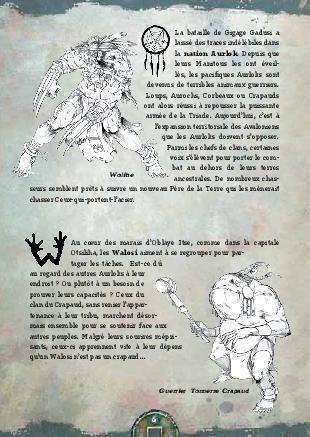 La bataille de Gigage Gadusi a
laissé des traces indélébiles dans
la nation Aurlok. Depuis que
leurs Manitous les ont éveil-
lés, les pacifiques Aurloks sont
devenus de terribles animaux guerriers.
Loups, Aurochs, Corbeaux ou Crapauds
ont alors réussi à repousser la puissante
armée de la Triade. Aujourd'hui, c'est à
l'expansion territoriale des Avaloniens
que les Aurloks doivent s'opposer.
Parmi les chefs de clans, certaines
voix s'élèvent pour porter le com-
bat au dehors de leurs terres
ancestrales. De nombreux chas-
seurs semblent prêts à suivre un nouveau Père de la Terre qui les mènerait
chasser Ceux-qui-portent-l'acier.
Au cœur des marais d'Oblaye Itse, comme dans la capitale
Otsskha, les Walosi aiment à se regrouper pour par-
tager les tâches. Est-ce dû
au regard des autres Aurloks à leur
endroit ? Ou plutôt à un besoin de
prouver leurs capacités ? Ceux du
clan du Crapaud, sans renier l'appar-
tenance à leur tribu, marchent désor-
mais ensemble pour se soutenir face aux
autres peuples. Malgré leurs sourires mépri-
sants, ceux-ci apprennent vite à leur dépens
qu'un Walosi n'est pas un crapaud...
Guerrier Tonnerre Crapaud
6